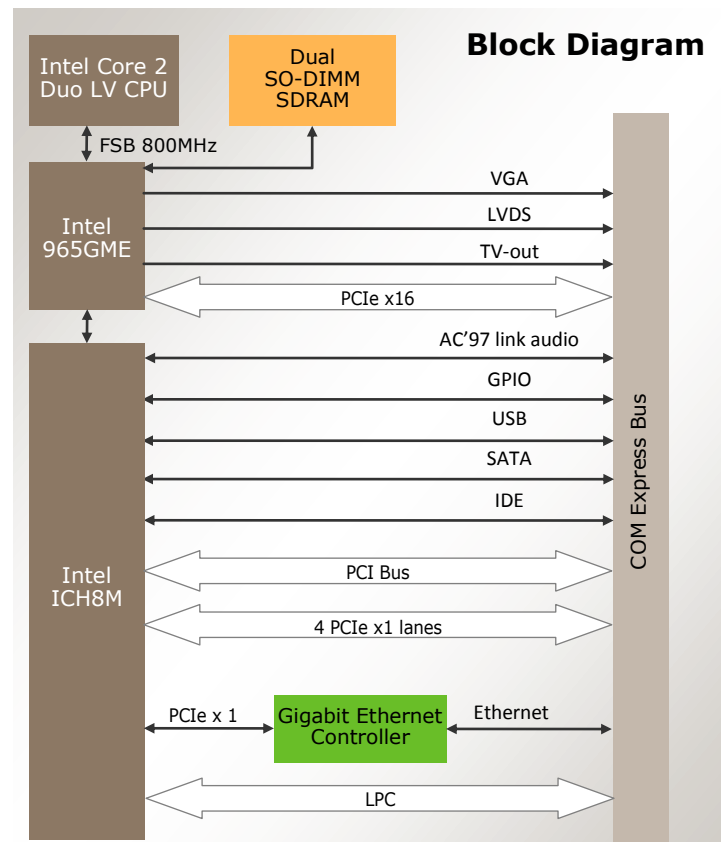 Block Diagram
Intel Core 2
Duo LV CPU
Dual
SO-DIMM
SDRAM
FSB 800MHz
Intel
965GME
VGA
LVDS
TV-out
PCIe x16
AC’97 link audio
GPIO
USB
SATA
IDE
COM Express Bus
Intel
ICH8M
PCI Bus
4 PCIe x1 lanes
PCIe x 1
Gigabit Ethernet
Controller
Ethernet
LPC